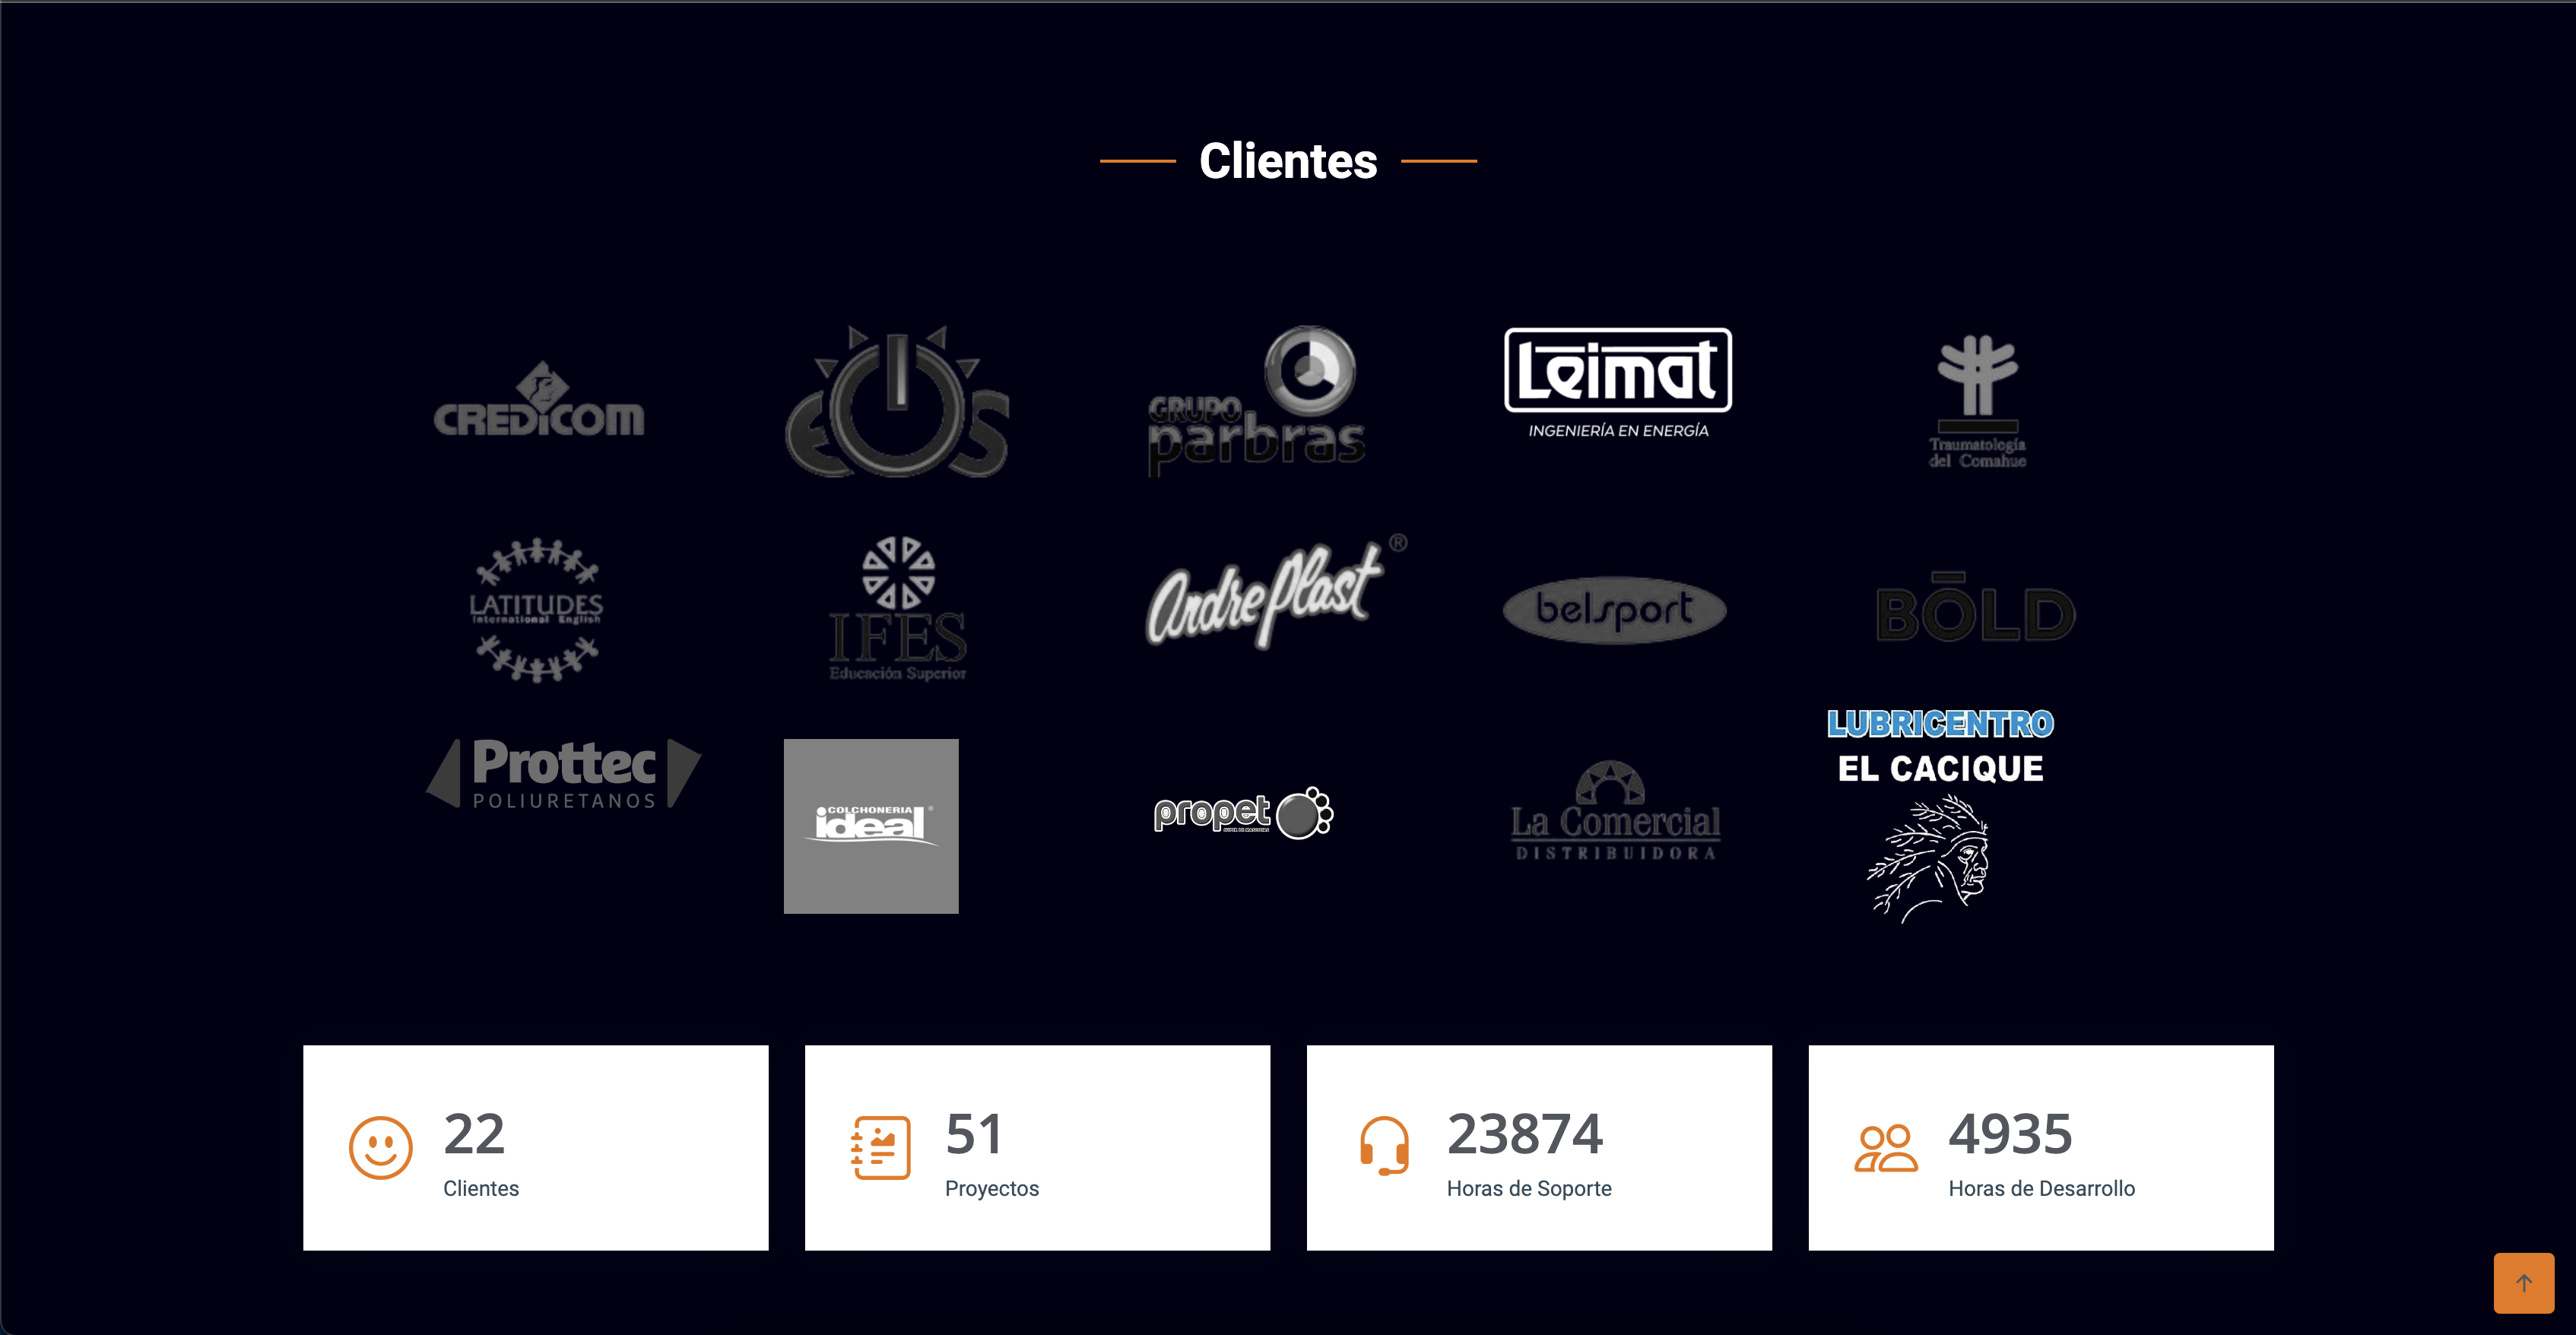 Clientes
CREDICOM
eOS
GRUPO
parbras
Leimat
INGENIERÍA EN ENERGÍA
Traumatología
del Comahue
LATITUDES
International English
IFES
Educación Superior
Andreplast ®
belsport
BŌLD
Prottec
POLIURETANOS
COLCHONERIA
ideal ®
propet
La Comercial
DISTRIBUIDORA
LUBRICENTRO
EL CACIQUE
22
Clientes
51
Proyectos
23874
Horas de Soporte
4935
Horas de Desarrollo